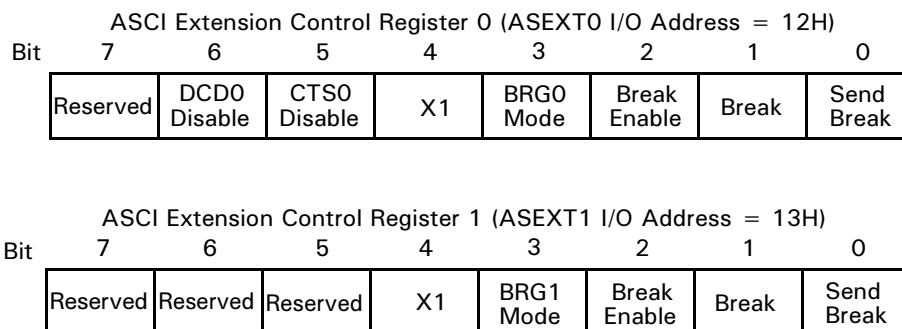 ASCI Extension Control Register 0 (ASEXT0 I/O Address = 12H)
Bit 7 6 5 4 3 2 1 0
Reserved DCD0 Disable CTS0 Disable X1 BRG0 Mode Break Enable Break Send Break
ASCI Extension Control Register 1 (ASEXT1 I/O Address = 13H)
Bit 7 6 5 4 3 2 1 0
Reserved Reserved Reserved X1 BRG1 Mode Break Enable Break Send Break